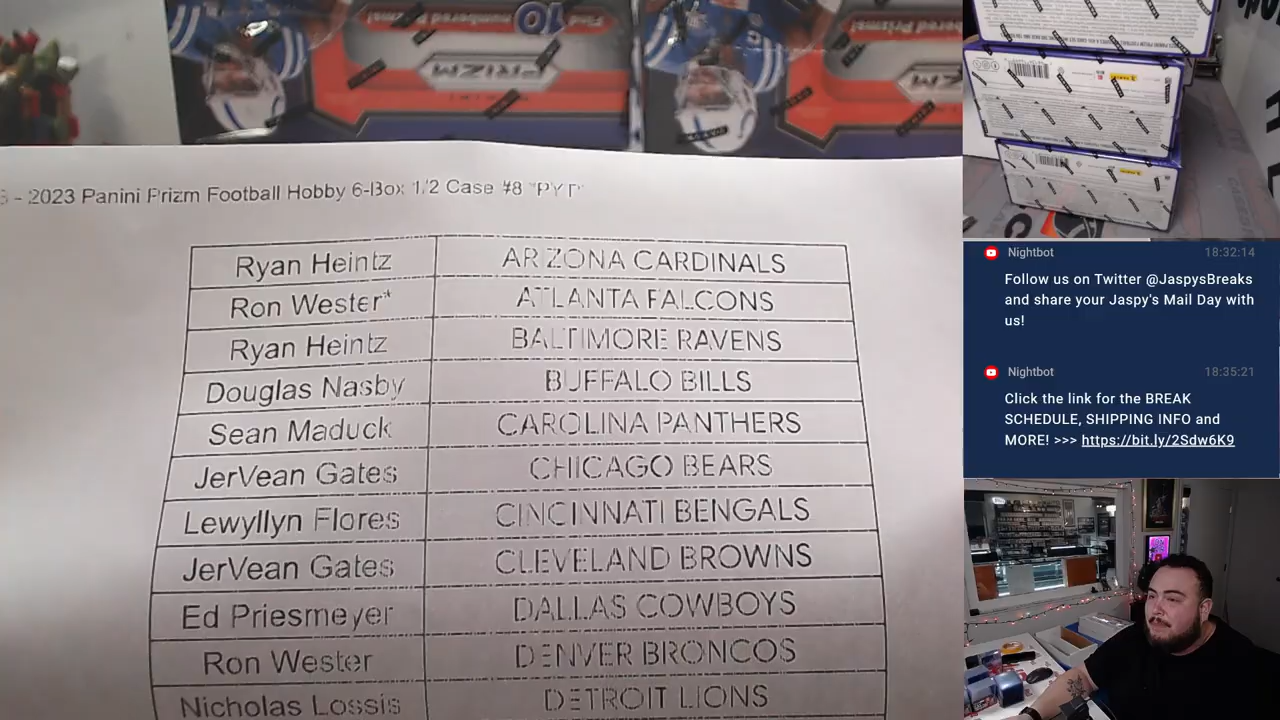 - 2023 Panini Prizm Football Hobby 6-Box 1/2 Case #8 "PYT"
Ryan Heintz ARIZONA CARDINALS
Ron Wester* ATLANTA FALCONS
Ryan Heintz BALTIMORE RAVENS
Douglas Nasby BUFFALO BILLS
Sean Maduck CAROLINA PANTHERS
JerVean Gates CHICAGO BEARS
Lewyllyn Flores CINCINNATI BENGALS
JerVean Gates CLEVELAND BROWNS
Ed Priesmeyer DALLAS COWBOYS
Ron Wester DENVER BRONCOS
Nicholas Lossis DETROIT LIONS
Find 10
numbered Prizms!
PRIZM
Nightbot 18:32:14
Follow us on Twitter @JaspysBreaks
and share your Jaspy's Mail Day with
us!
Nightbot 18:35:21
Click the link for the BREAK
SCHEDULE, SHIPPING INFO and
MORE! >>> https://bit.ly/2Sdw6K9